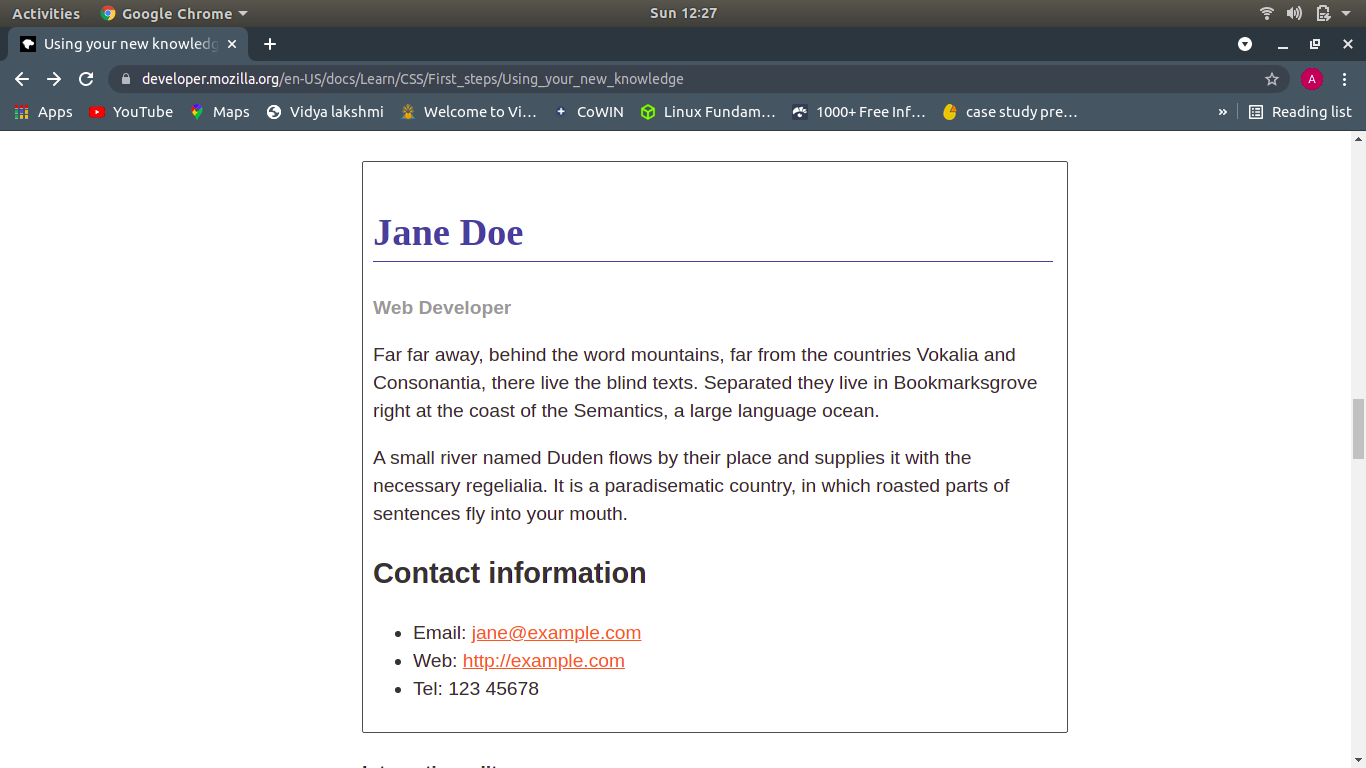 Activities Google Chrome Sun 12:27
Using your new knowledg
developer.mozilla.org/en-US/docs/Learn/CSS/First_steps/Using_your_new_knowledge A
Apps YouTube Maps Vidya lakshmi Welcome to Vi... CoWIN Linux Fundam... 1000+ Free Inf... case study pre... » Reading list
Jane Doe
Web Developer
Far far away, behind the word mountains, far from the countries Vokalia and
Consonantia, there live the blind texts. Separated they live in Bookmarksgrove
right at the coast of the Semantics, a large language ocean.
A small river named Duden flows by their place and supplies it with the
necessary regelialia. It is a paradisematic country, in which roasted parts of
sentences fly into your mouth.
Contact information
• Email: jane@example.com
• Web: http://example.com
• Tel: 123 45678